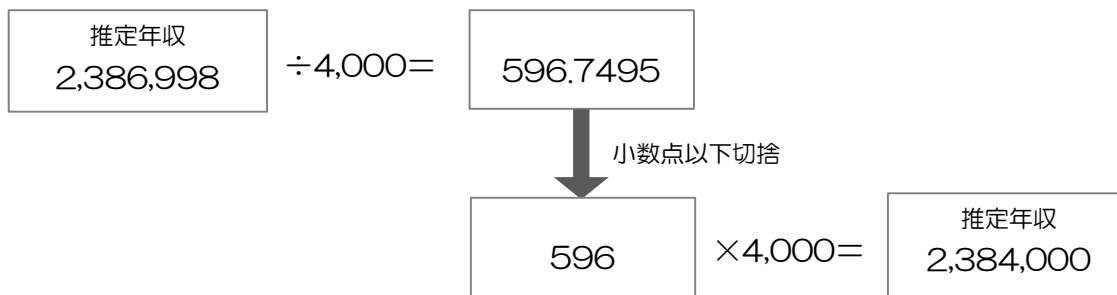 推定年収
2,386,998
÷4,000＝
596.7495
小数点以下切捨
596
×4,000＝
推定年収
2,384,000